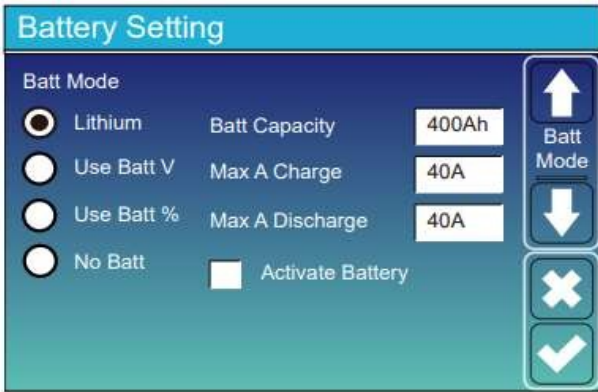 Battery Setting
Batt Mode
Lithium
Batt Capacity
400Ah
Use Batt V
Max A Charge
40A
Use Batt %
Max A Discharge
40A
No Batt
Activate Battery
Batt
Mode